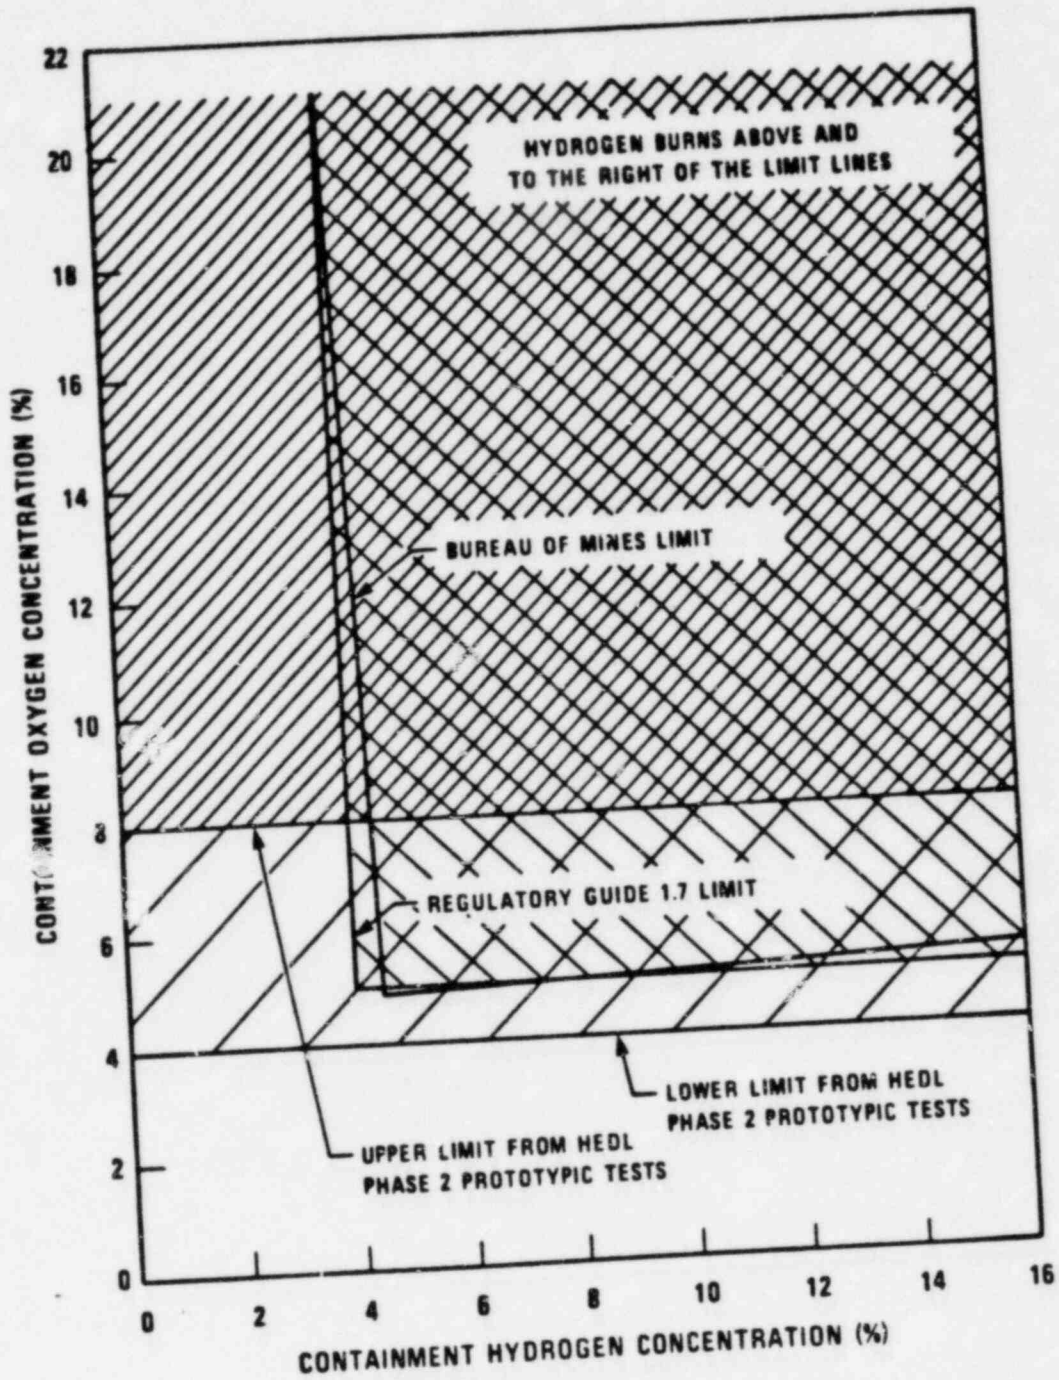 22
20
18
16
14
12
10
8
6
4
2
0
CONTAINMENT OXYGEN CONCENTRATION (%)
HYDROGEN BURNS ABOVE AND
TO THE RIGHT OF THE LIMIT LINES
BUREAU OF MINES LIMIT
REGULATORY GUIDE 1.7 LIMIT
LOWER LIMIT FROM HEDL
PHASE 2 PROTOTYPIC TESTS
UPPER LIMIT FROM HEDL
PHASE 2 PROTOTYPIC TESTS
0 2 4 6 8 10 12 14 16
CONTAINMENT HYDROGEN CONCENTRATION (%)